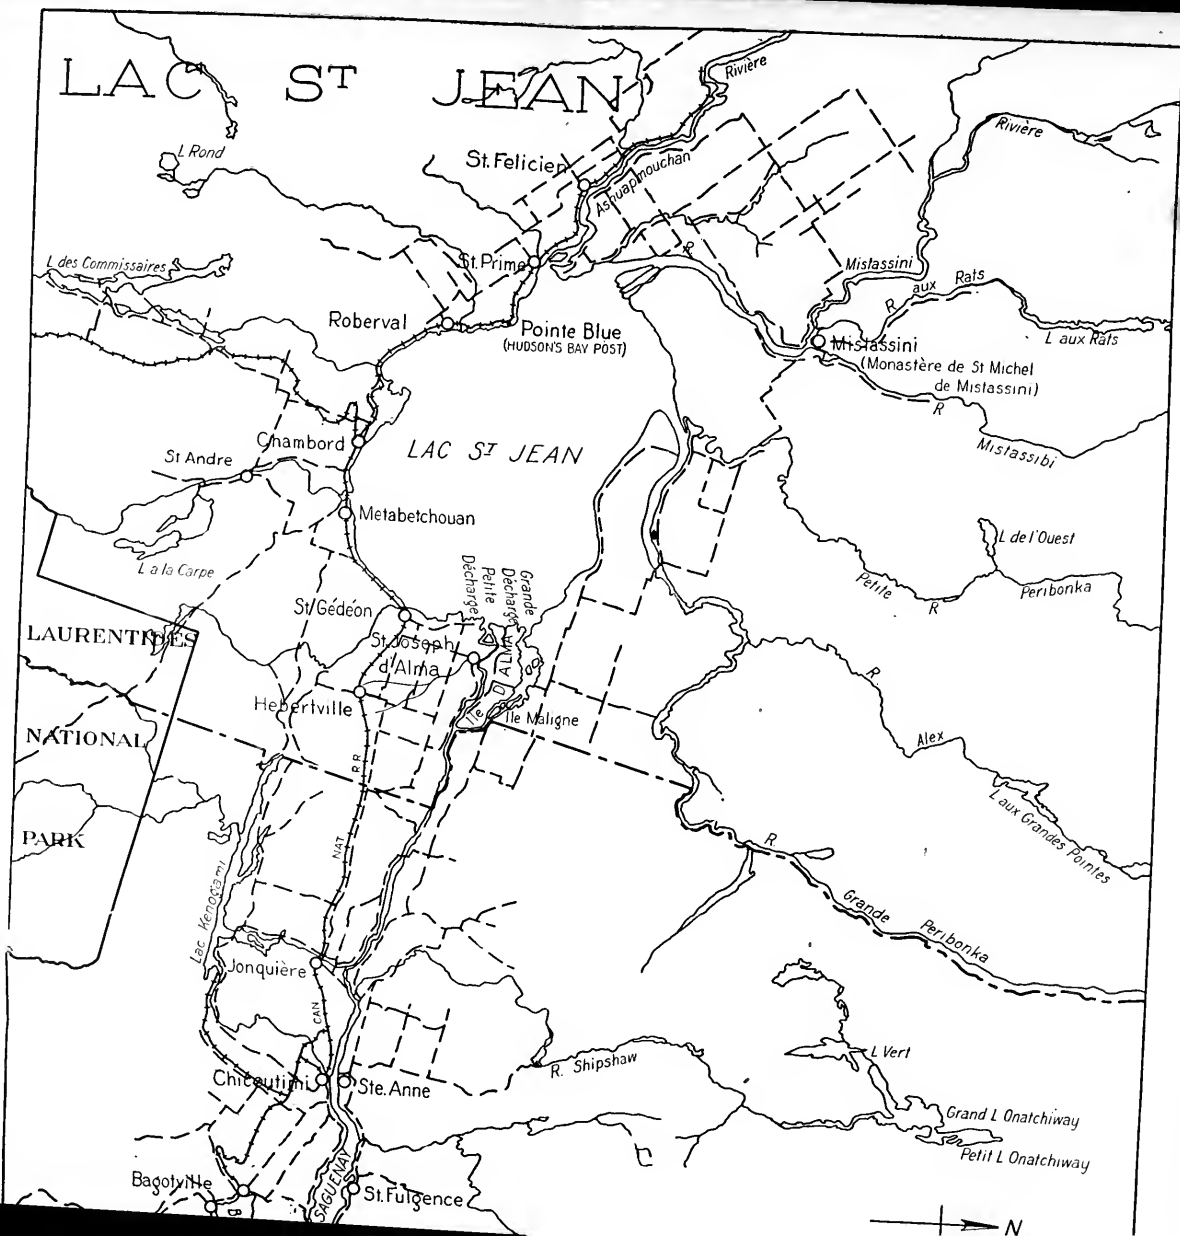 LAC ST JEAN
Rivière
Rivière
L Rond
St. Felicien
Ashuapmouchan
L des Commissaires
St. Prime
R
Mistassini
R aux Rats
Roberval
Pointe Blue
(HUDSON'S BAY POST)
L aux Rats
Mistassini
(Monastère de St Michel
de Mistassini)
R
Mistassibi
Chambord
LAC ST JEAN
St Andre
Metabetchouan
L de l'Ouest
L a la Carpe
Petite
Décharge
Grande
Décharge
Petite
R
Peribonka
St Gédéon
LAURENTIDES
St. Joseph
d'Alma
Ile D'ALMA
R
Hebertville
Ile Maligne
NATIONAL
Alex
R R
L aux Grandes Pointes
PARK
NAT
R.
Lac Kenogami
Grande
Peribonka
Jonquière
CAN
L Vert
R. Shipshaw
Chicoutimi
Ste. Anne
Grand L Onatchiway
Petit L Onatchiway
Bagotville
SAGUENAY
St. Fulgence
B
N